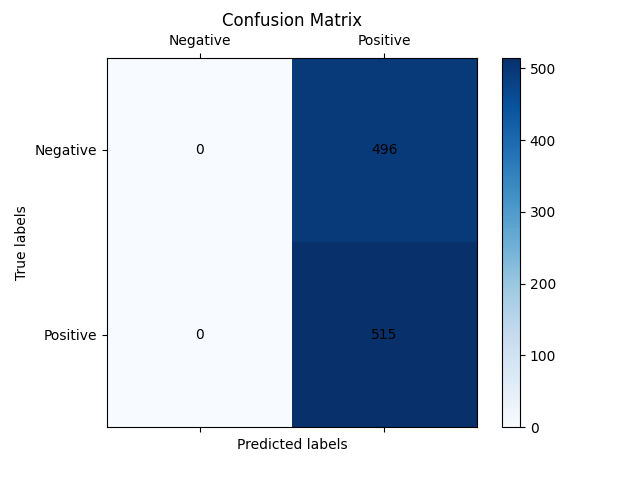 Confusion Matrix
Negative Positive
500
400
300
200
100
0
True labels
Negative 0 496
Positive 0 515
Predicted labels